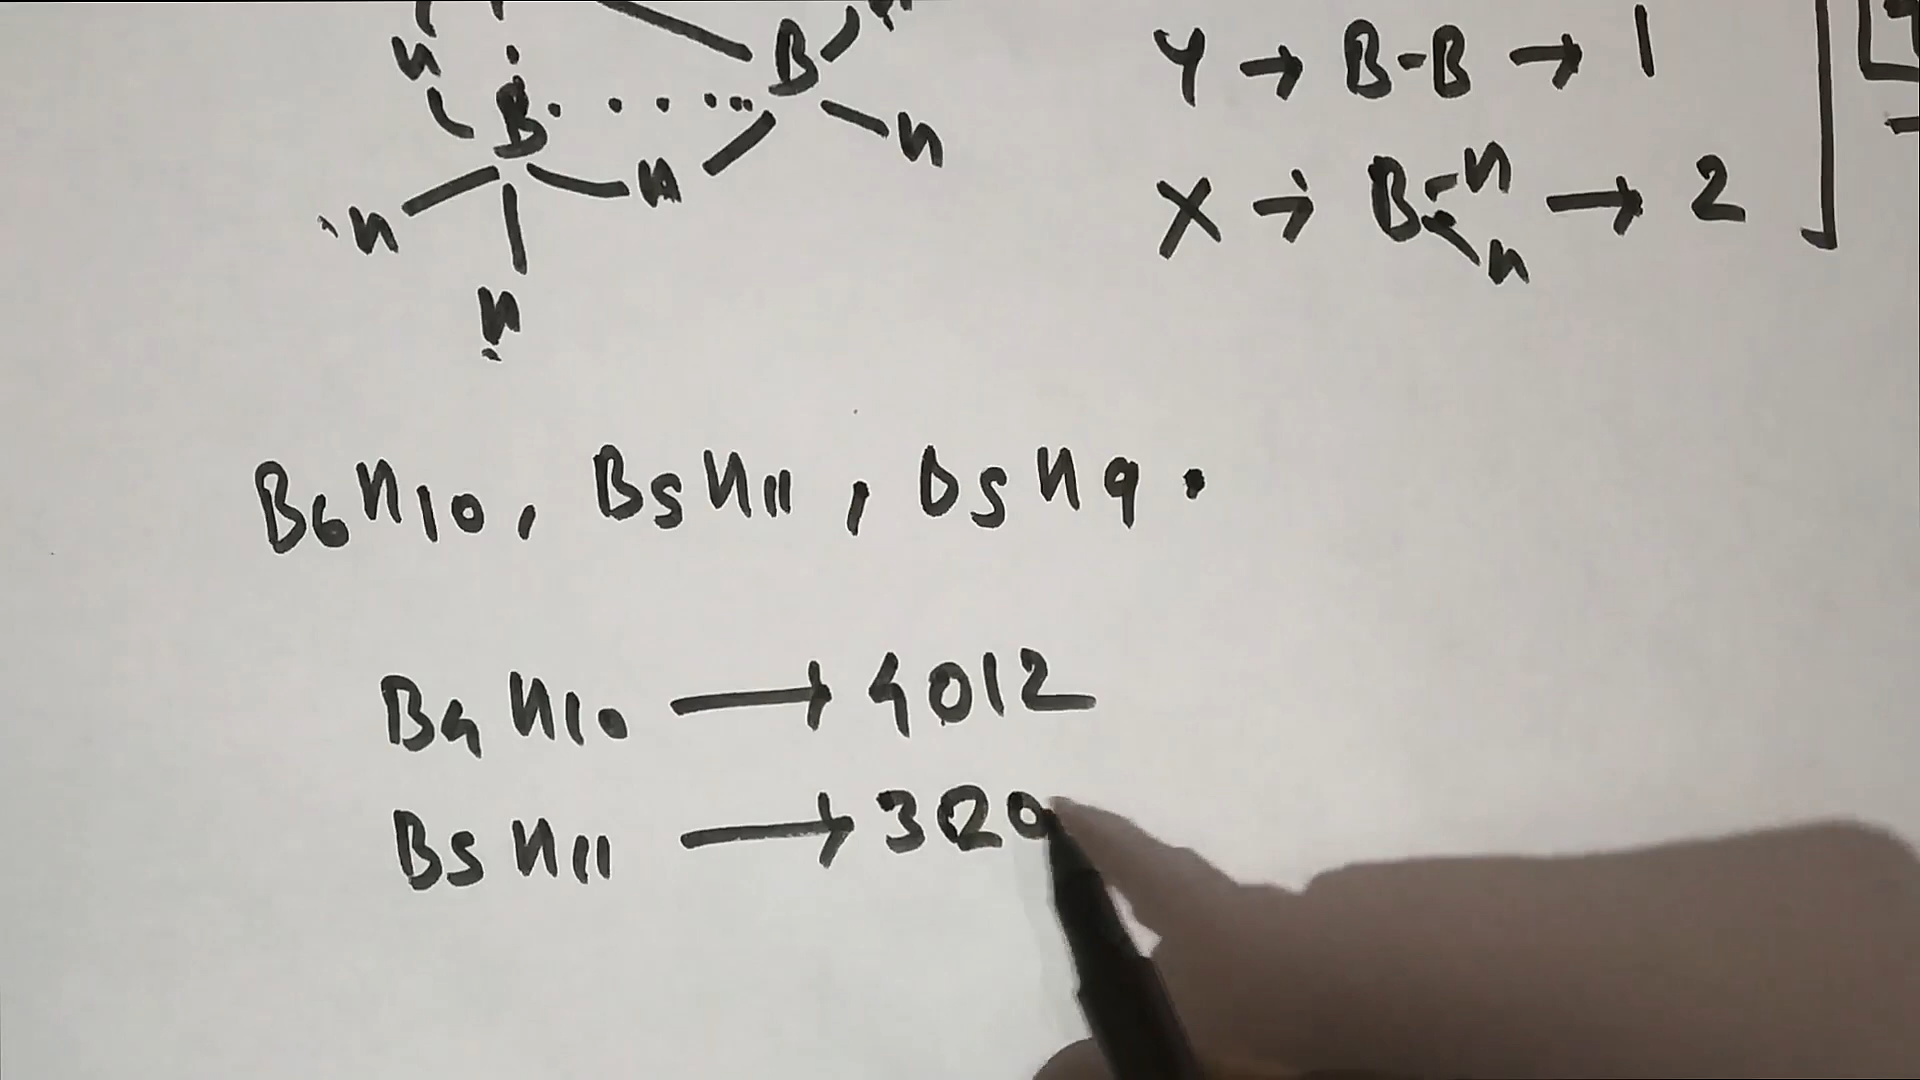 H B H
B H H
H
Y → B-B → 1
X → B H H → 2
B6H10, B5H11, B5H9.
B4H10 → 4012
B5H11 → 320